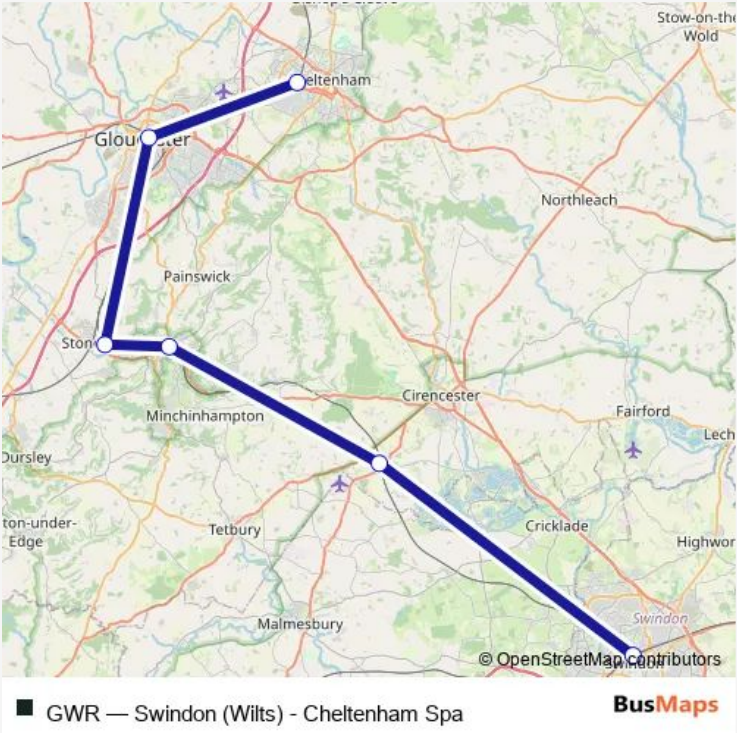 Stow-on-the
Wold
eltenham
Glou ster
Northleach
Painswick
Ston
Cirencester
Minchinhampton
Fairford
Lech
Dursley
ton-under-
Edge
Cricklade
Tetbury
Highwor
Swindon
Malmesbury
© OpenStreetMap contributors
GWR — Swindon (Wilts) - Cheltenham Spa
BusMaps